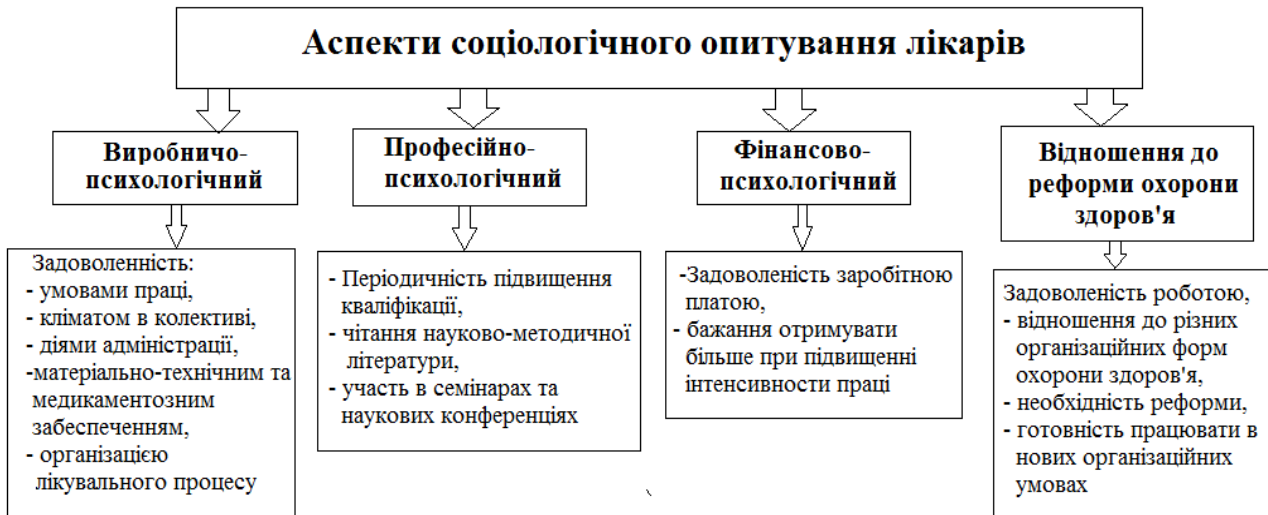 Аспекти соціологічного опитування лікарів
Виробничо-
психологічний
Професійно-
психологічний
Фінансово-
психологічний
Відношення до
реформи охорони
здоров'я
Задоволенність:
- умовами праці,
- кліматом в колективі,
- діями адміністрації,
-матеріально-технічним та
медикаментозним
забеспеченням,
- організацією
лікувального процесу
- Періодичність підвищення
кваліфікації,
- чітання науково-методичної
літератури,
- участь в семінарах та
наукових конференціях
-Задоволеність заробітною
платою,
- бажання отримувати
більше при підвищенні
інтенсивности праці
Задоволеність роботою,
- відношення до різних
організаційних форм
охорони здоров'я,
- необхідність реформи,
- готовність працювати в
нових організаційних
умовах